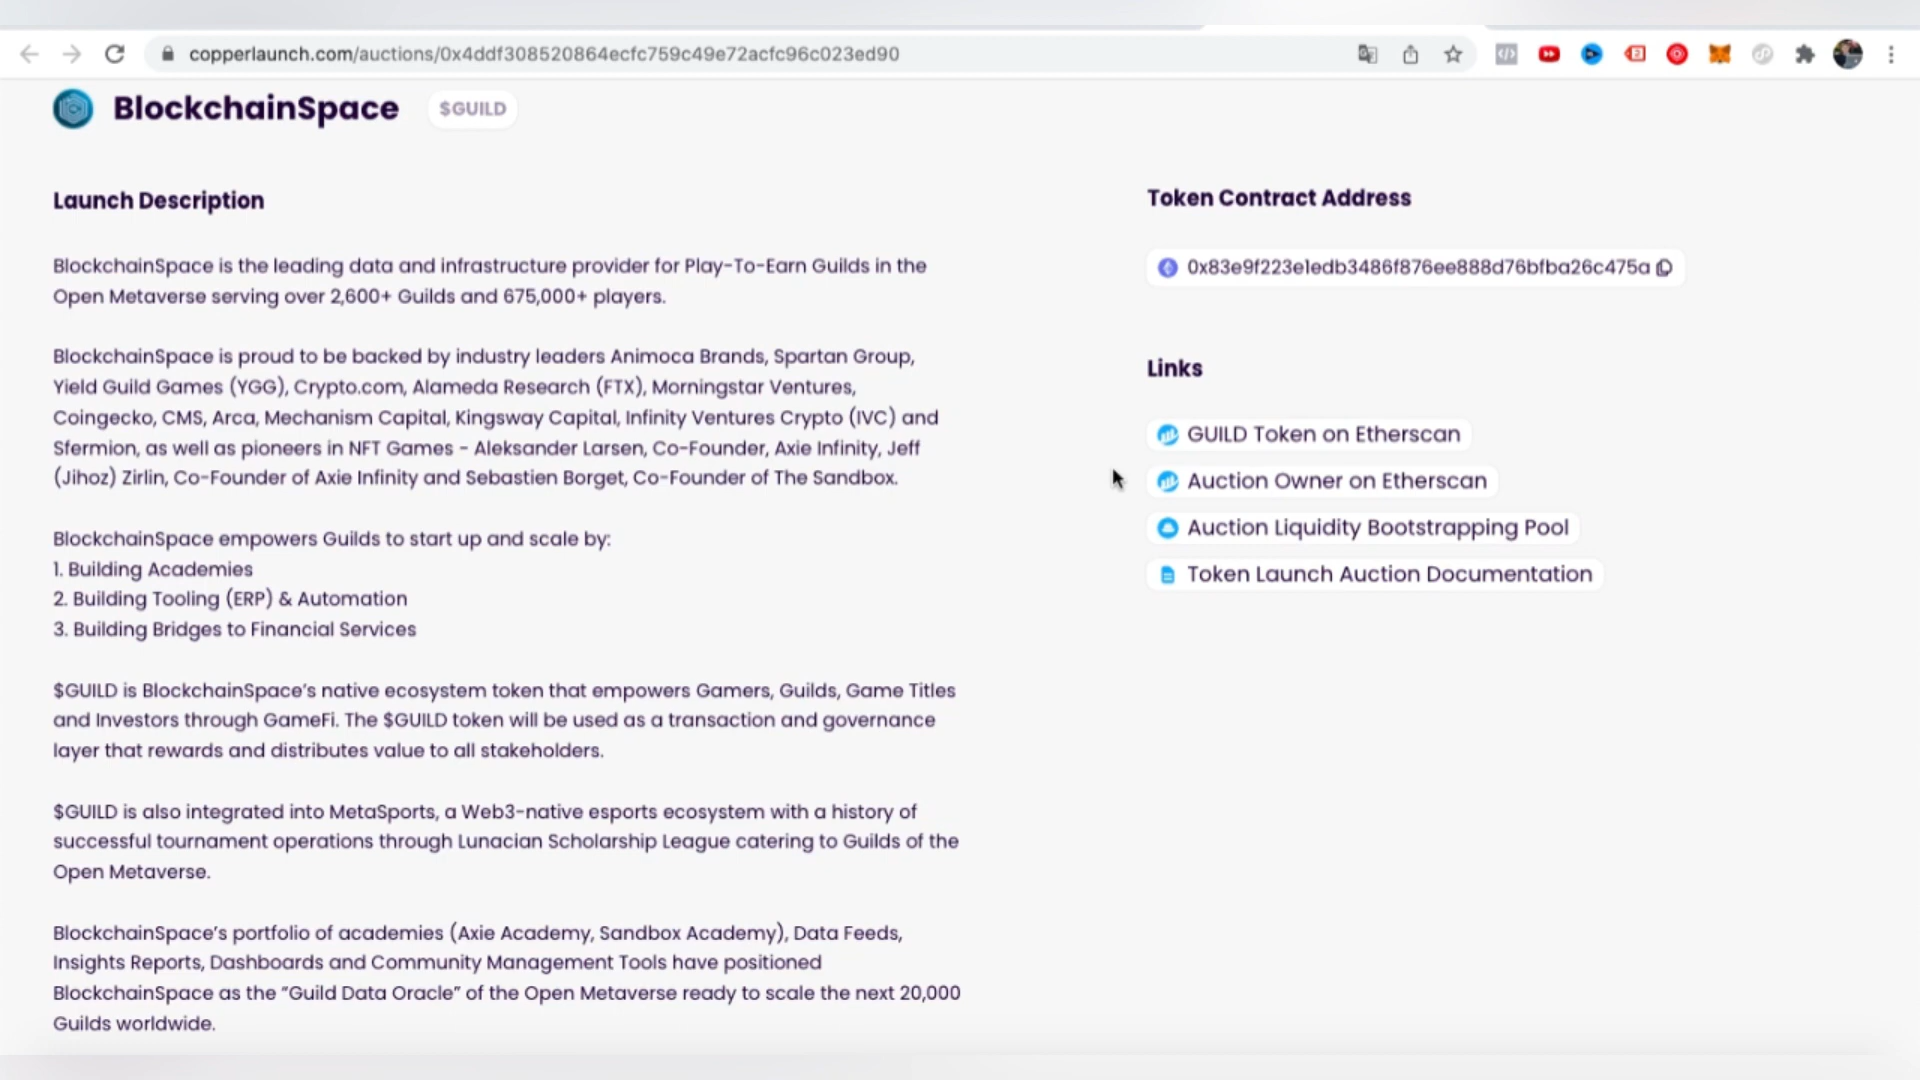 copperlaunch.com/auctions/0x4ddf308520864ecfc759c49e72acfc96c023ed90
BlockchainSpace
$GUILD
Launch Description
BlockchainSpace is the leading data and infrastructure provider for Play-To-Earn Guilds in the
Open Metaverse serving over 2,600+ Guilds and 675,000+ players.
BlockchainSpace is proud to be backed by industry leaders Animoca Brands, Spartan Group,
Yield Guild Games (YGG), Crypto.com, Alameda Research (FTX), Morningstar Ventures,
Coingecko, CMS, Arca, Mechanism Capital, Kingsway Capital, Infinity Ventures Crypto (IVC) and
Sfermion, as well as pioneers in NFT Games - Aleksander Larsen, Co-Founder, Axie Infinity, Jeff
(Jihoz) Zirlin, Co-Founder of Axie Infinity and Sebastien Borget, Co-Founder of The Sandbox.
BlockchainSpace empowers Guilds to start up and scale by:
1. Building Academies
2. Building Tooling (ERP) & Automation
3. Building Bridges to Financial Services
$GUILD is BlockchainSpace's native ecosystem token that empowers Gamers, Guilds, Game Titles
and Investors through GameFi. The $GUILD token will be used as a transaction and governance
layer that rewards and distributes value to all stakeholders.
$GUILD is also integrated into MetaSports, a Web3-native esports ecosystem with a history of
successful tournament operations through Lunacian Scholarship League catering to Guilds of the
Open Metaverse.
BlockchainSpace's portfolio of academies (Axie Academy, Sandbox Academy), Data Feeds,
Insights Reports, Dashboards and Community Management Tools have positioned
BlockchainSpace as the “Guild Data Oracle” of the Open Metaverse ready to scale the next 20,000
Guilds worldwide.
Token Contract Address
0x83e9f223e1edb3486f876ee888d76bfba26c475a
Links
GUILD Token on Etherscan
Auction Owner on Etherscan
Auction Liquidity Bootstrapping Pool
Token Launch Auction Documentation